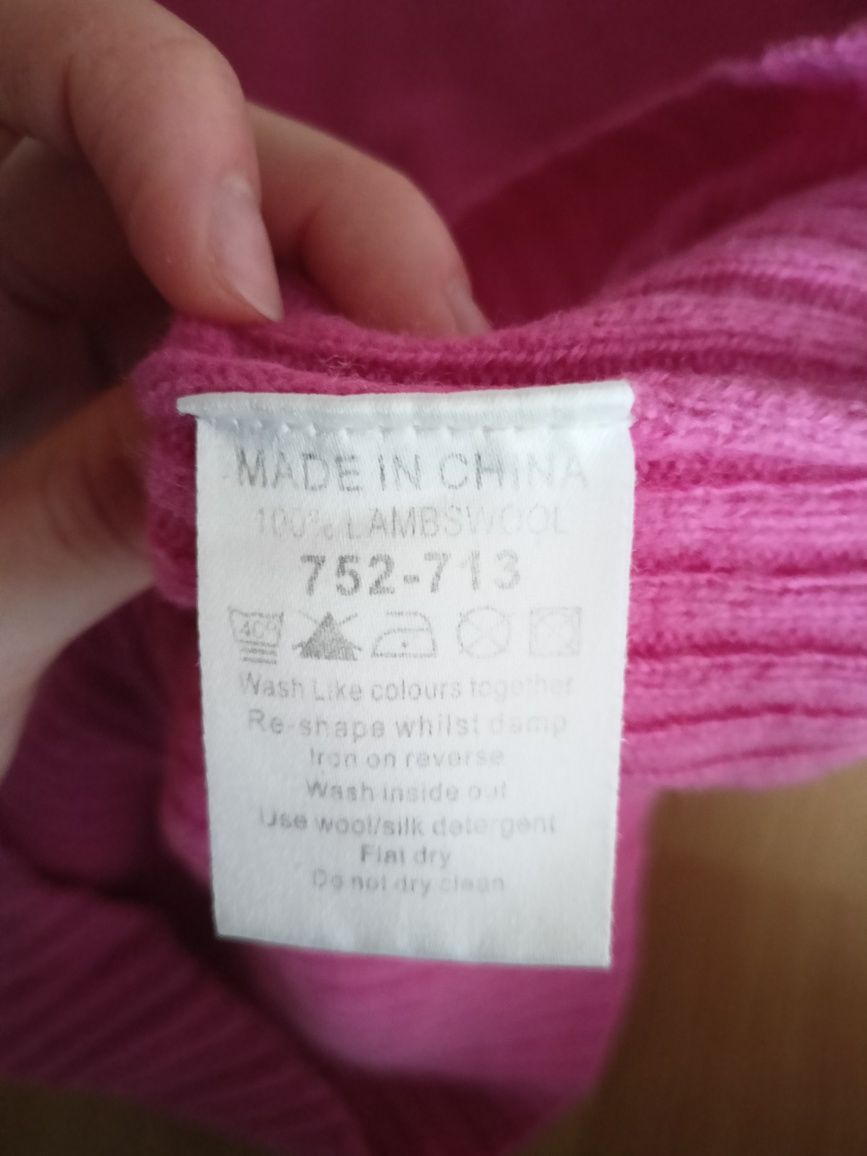 MADE IN CHINA
100% LAMBSWOOL
752-713
40°
Wash Like colours together
Re-shape whilst damp
Iron on reverse
Wash inside out
Use wool/silk detergent
Flat dry
Do not dry clean